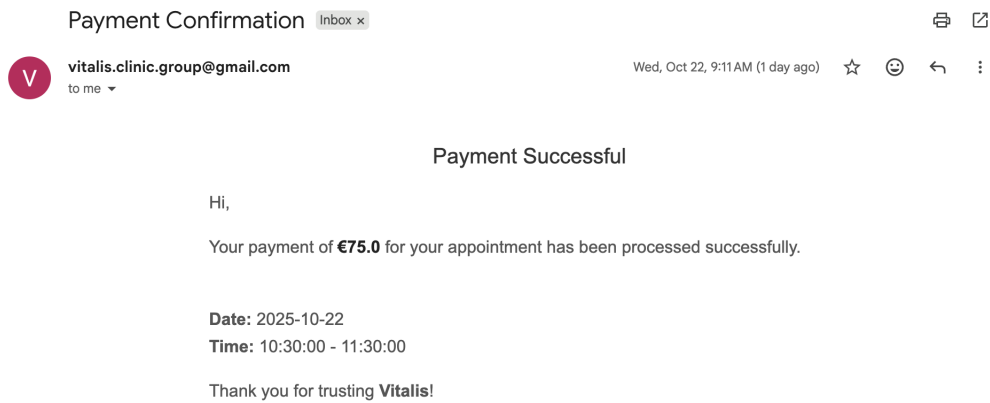 Payment Confirmation Inbox ×
V vitalis.clinic.group@gmail.com Wed, Oct 22, 9:11 AM (1 day ago)
to me
Payment Successful
Hi,
Your payment of €75.0 for your appointment has been processed successfully.
Date: 2025-10-22
Time: 10:30:00 - 11:30:00
Thank you for trusting Vitalis!